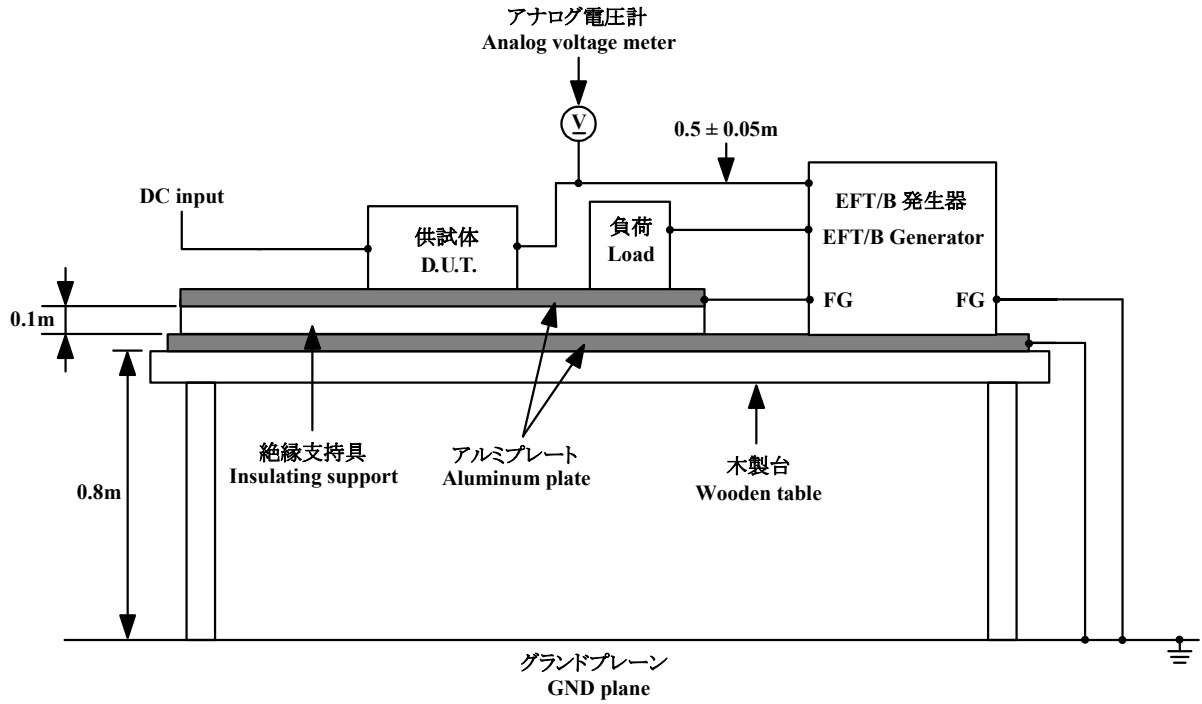 アナログ電圧計
Analog voltage meter
V
0.5 ± 0.05m
DC input
供試体
D.U.T.
負荷
Load
EFT/B 発生器
EFT/B Generator
FG
FG
0.1m
絶縁支持具
Insulating support
アルミプレート
Aluminum plate
木製台
Wooden table
0.8m
グランドプレーン
GND plane